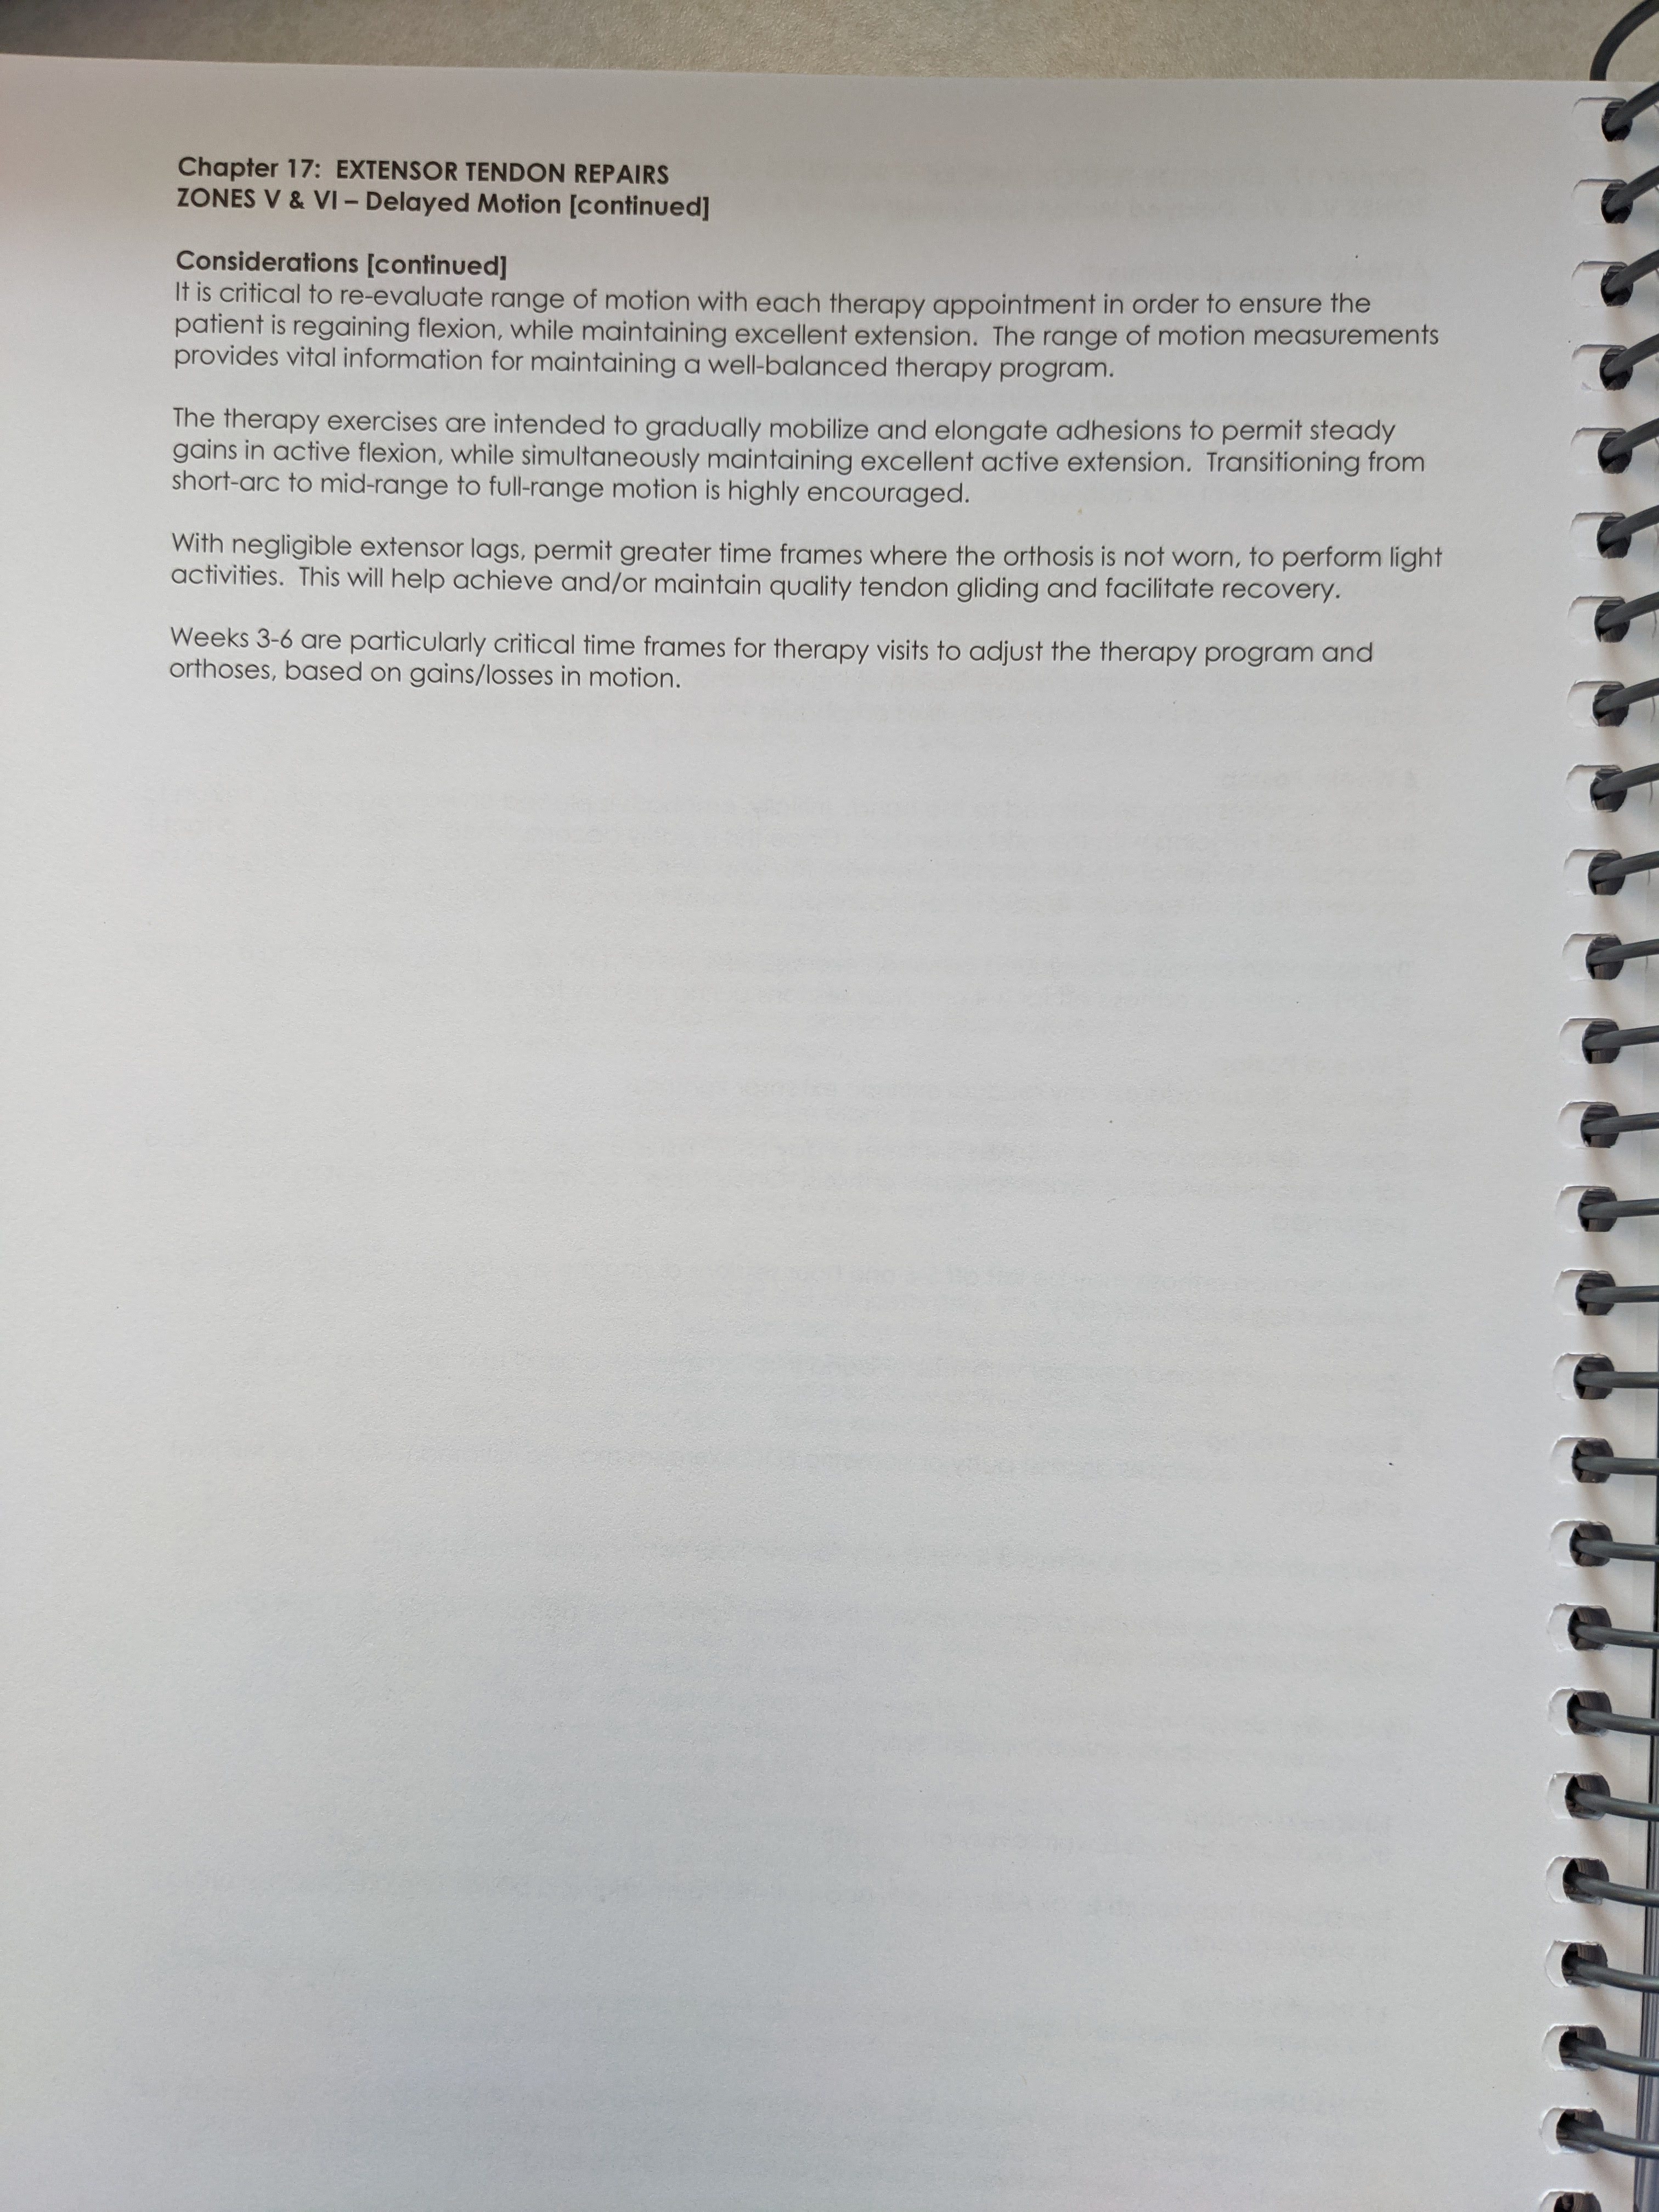 Chapter 17:  EXTENSOR TENDON REPAIRS
ZONES V & VI – Delayed Motion [continued]
Considerations [continued]
It is critical to re-evaluate range of motion with each therapy appointment in order to ensure the
patient is regaining flexion, while maintaining excellent extension.  The range of motion measurements
provides vital information for maintaining a well-balanced therapy program.
The therapy exercises are intended to gradually mobilize and elongate adhesions to permit steady
gains in active flexion, while simultaneously maintaining excellent active extension.  Transitioning from
short-arc to mid-range to full-range motion is highly encouraged.
With negligible extensor lags, permit greater time frames where the orthosis is not worn, to perform light
activities.  This will help achieve and/or maintain quality tendon gliding and facilitate recovery.
Weeks 3-6 are particularly critical time frames for therapy visits to adjust the therapy program and
orthoses, based on gains/losses in motion.